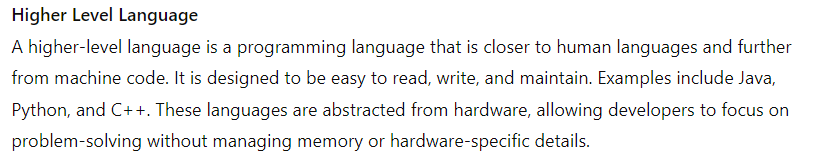 Higher Level Language
A higher-level language is a programming language that is closer to human languages and further
from machine code. It is designed to be easy to read, write, and maintain. Examples include Java,
Python, and C++. These languages are abstracted from hardware, allowing developers to focus on
problem-solving without managing memory or hardware-specific details.